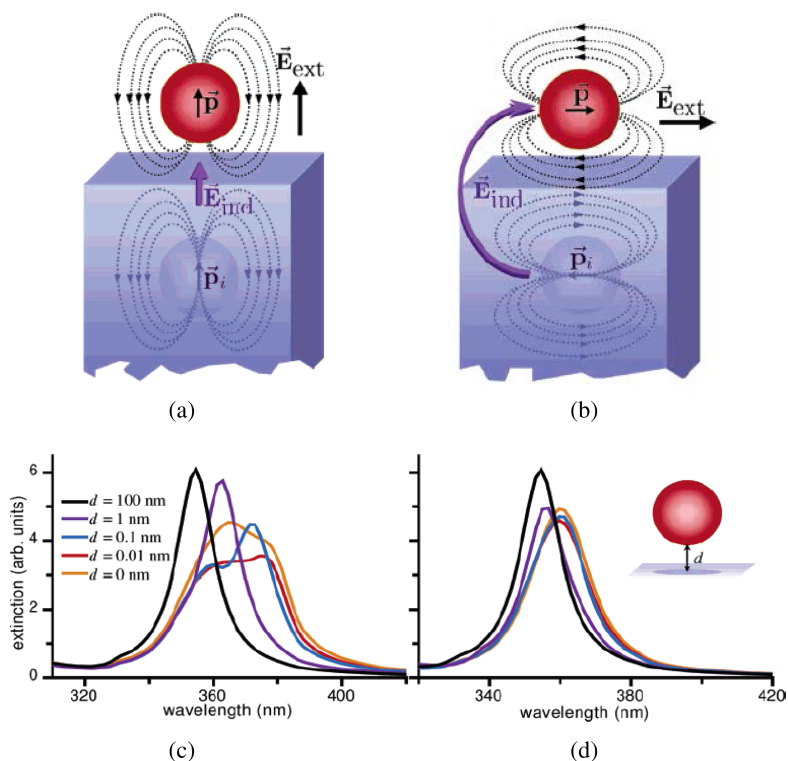 E⃗ext
p⃗
E⃗ind
p⃗i
(a)
p⃗
E⃗ext
E⃗ind
p⃗i
(b)
extinction (arb. units)
6
4
2
0
d = 100 nm
d = 1 nm
d = 0.1 nm
d = 0.01 nm
d = 0 nm
320
360
400
wavelength (nm)
(c)
d
340
380
420
wavelength (nm)
(d)